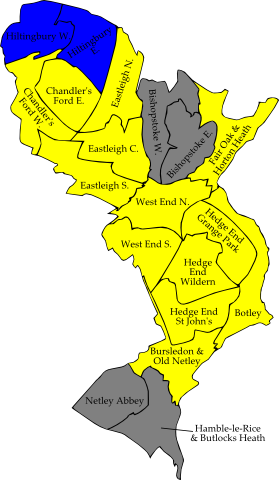 Hiltingbury W.
Hiltingbury
E.
Eastleigh N.
Chandler's
Ford E.
Chandler's
Ford W.
Bishopstoke W.
Bishopstoke E.
Fair Oak &
Horton Heath
Eastleigh C.
Eastleigh S.
West End N.
Hedge End
Grange Park
West End S.
Hedge
End
Wildern
Hedge End
St John's
Botley
Bursledon &
Old Netley
Netley Abbey
Hamble-le-Rice
& Butlocks Heath